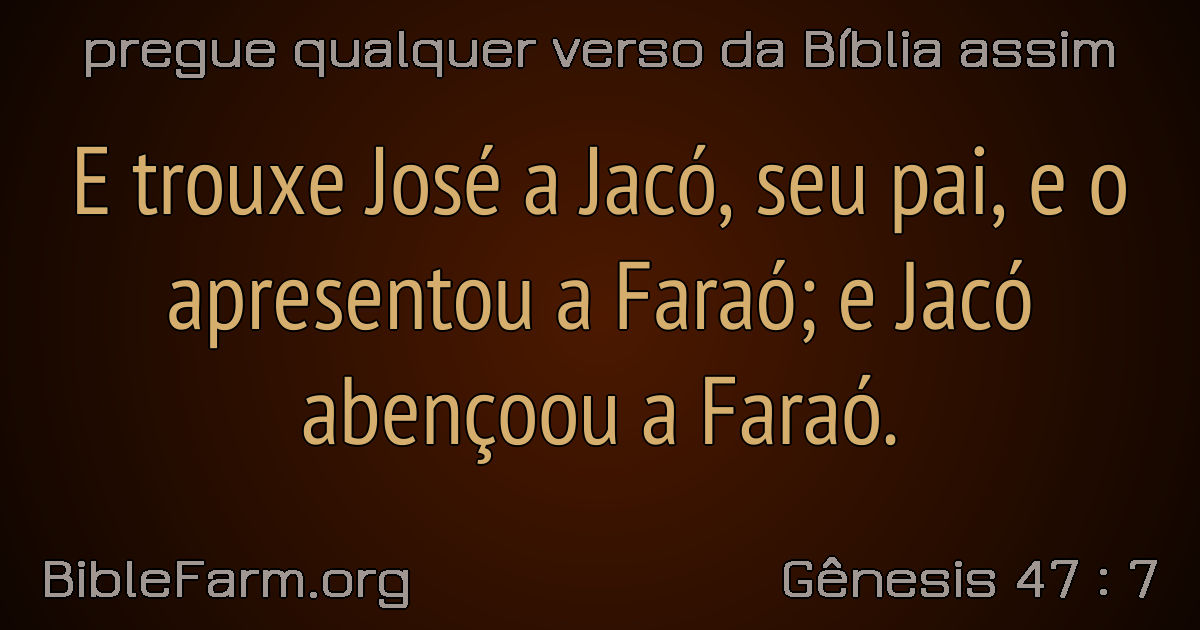 pregue qualquer verso da Bíblia assim
E trouxe José a Jacó, seu pai, e o
apresentou a Faraó; e Jacó
abençoou a Faraó.
BibleFarm.org
Gênesis 47 : 7